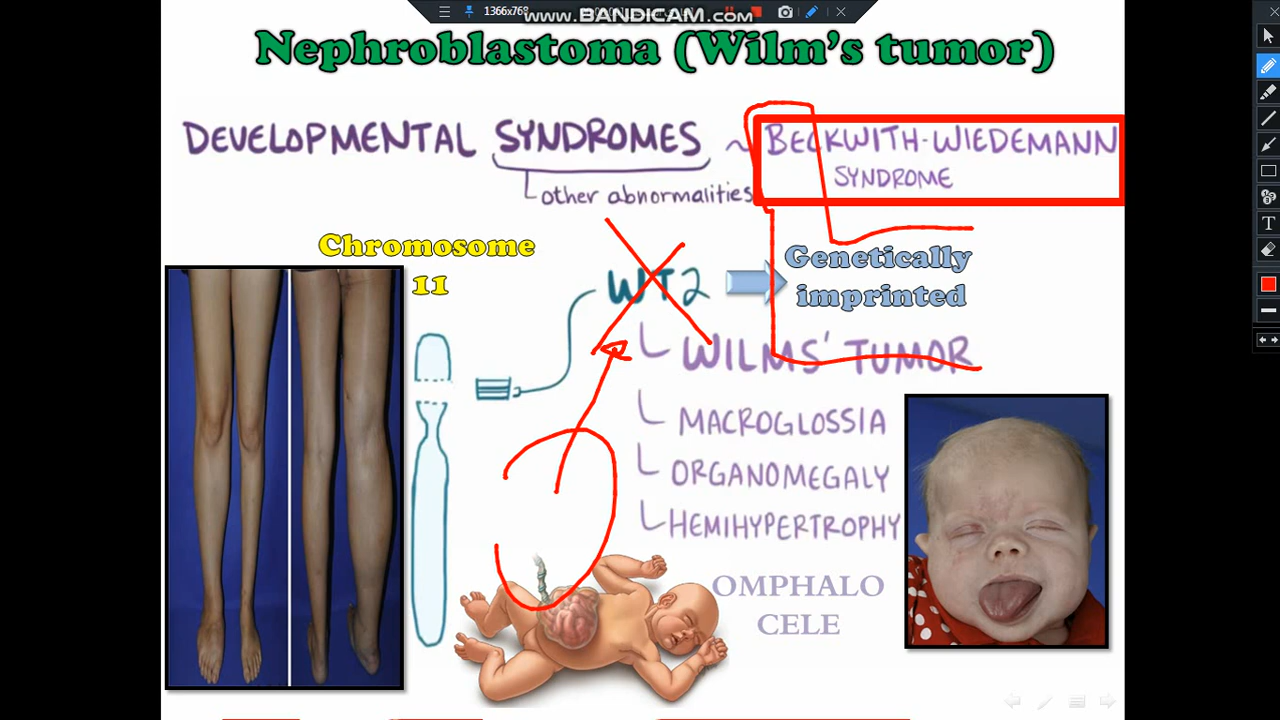 1366x768
www.BANDICAM.com
Nephroblastoma (Wilm's tumor)
DEVELOPMENTAL SYNDROMES ~ BECKWITH-WIEDEMANN
SYNDROME
other abnormalities
Chromosome
11
WT2
Genetically
imprinted
WILMS' TUMOR
MACROGLOSSIA
ORGANOMEGALY
HEMIHYPERTROPHY
OMPHALO
CELE
T